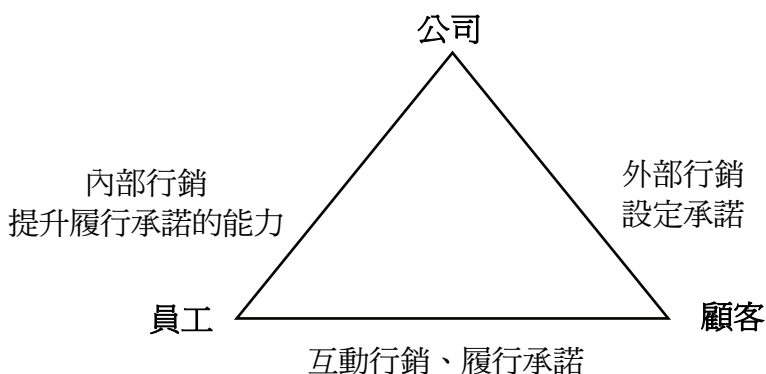 公司
內部行銷
提升履行承諾的能力
外部行銷
設定承諾
員工
顧客
互動行銷、履行承諾